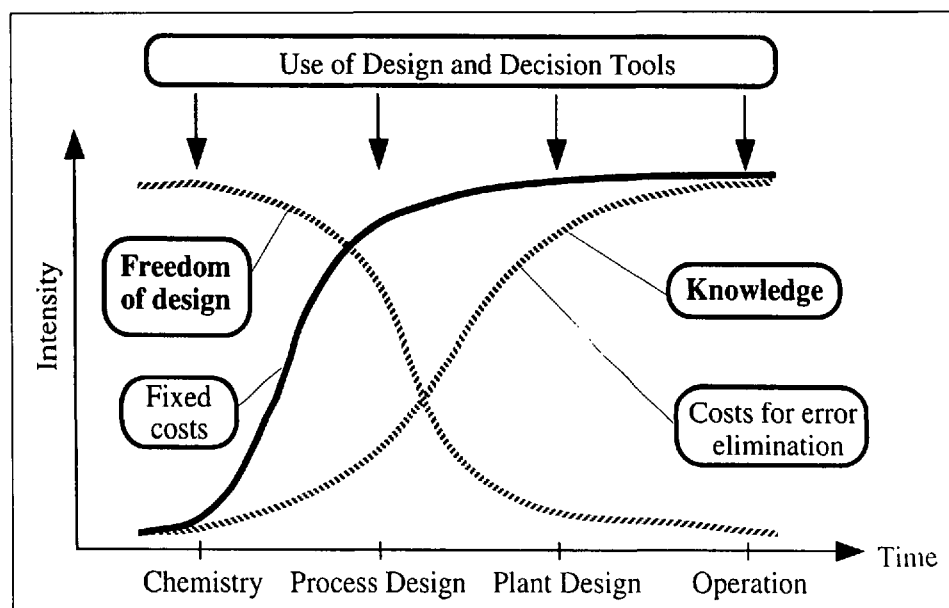 Use of Design and Decision Tools
Intensity
Freedom
of design
Knowledge
Fixed
costs
Costs for error
elimination
Time
Chemistry
Process Design
Plant Design
Operation